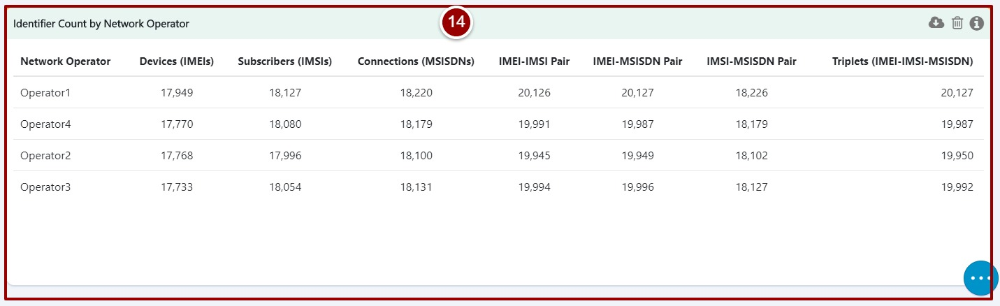 14
Identifier Count by Network Operator
Network Operator Devices (IMEIs) Subscribers (IMSIs) Connections (MSISDNs) IMEI-IMSI Pair IMEI-MSISDN Pair IMSI-MSISDN Pair Triplets (IMEI-IMSI-MSISDN)
Operator1 17,949 18,127 18,220 20,126 20,127 18,226 20,127
Operator4 17,770 18,080 18,179 19,991 19,987 18,179 19,987
Operator2 17,768 17,996 18,100 19,945 19,949 18,102 19,950
Operator3 17,733 18,054 18,131 19,994 19,996 18,127 19,992